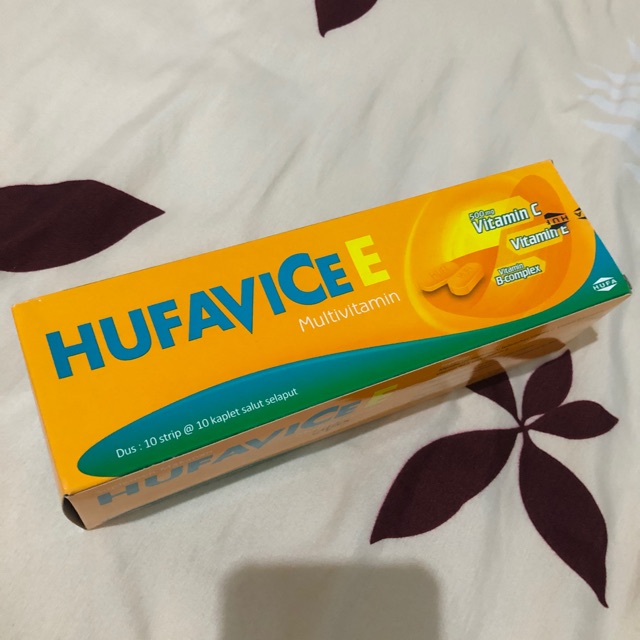 HUFAVICE E
Multivitamin
500 mg
Vitamin C
Vitamin E
Vitamin
B-complex
HUFA
Dus : 10 strip @ 10 kaplet salut selaput
HUFAVICE E